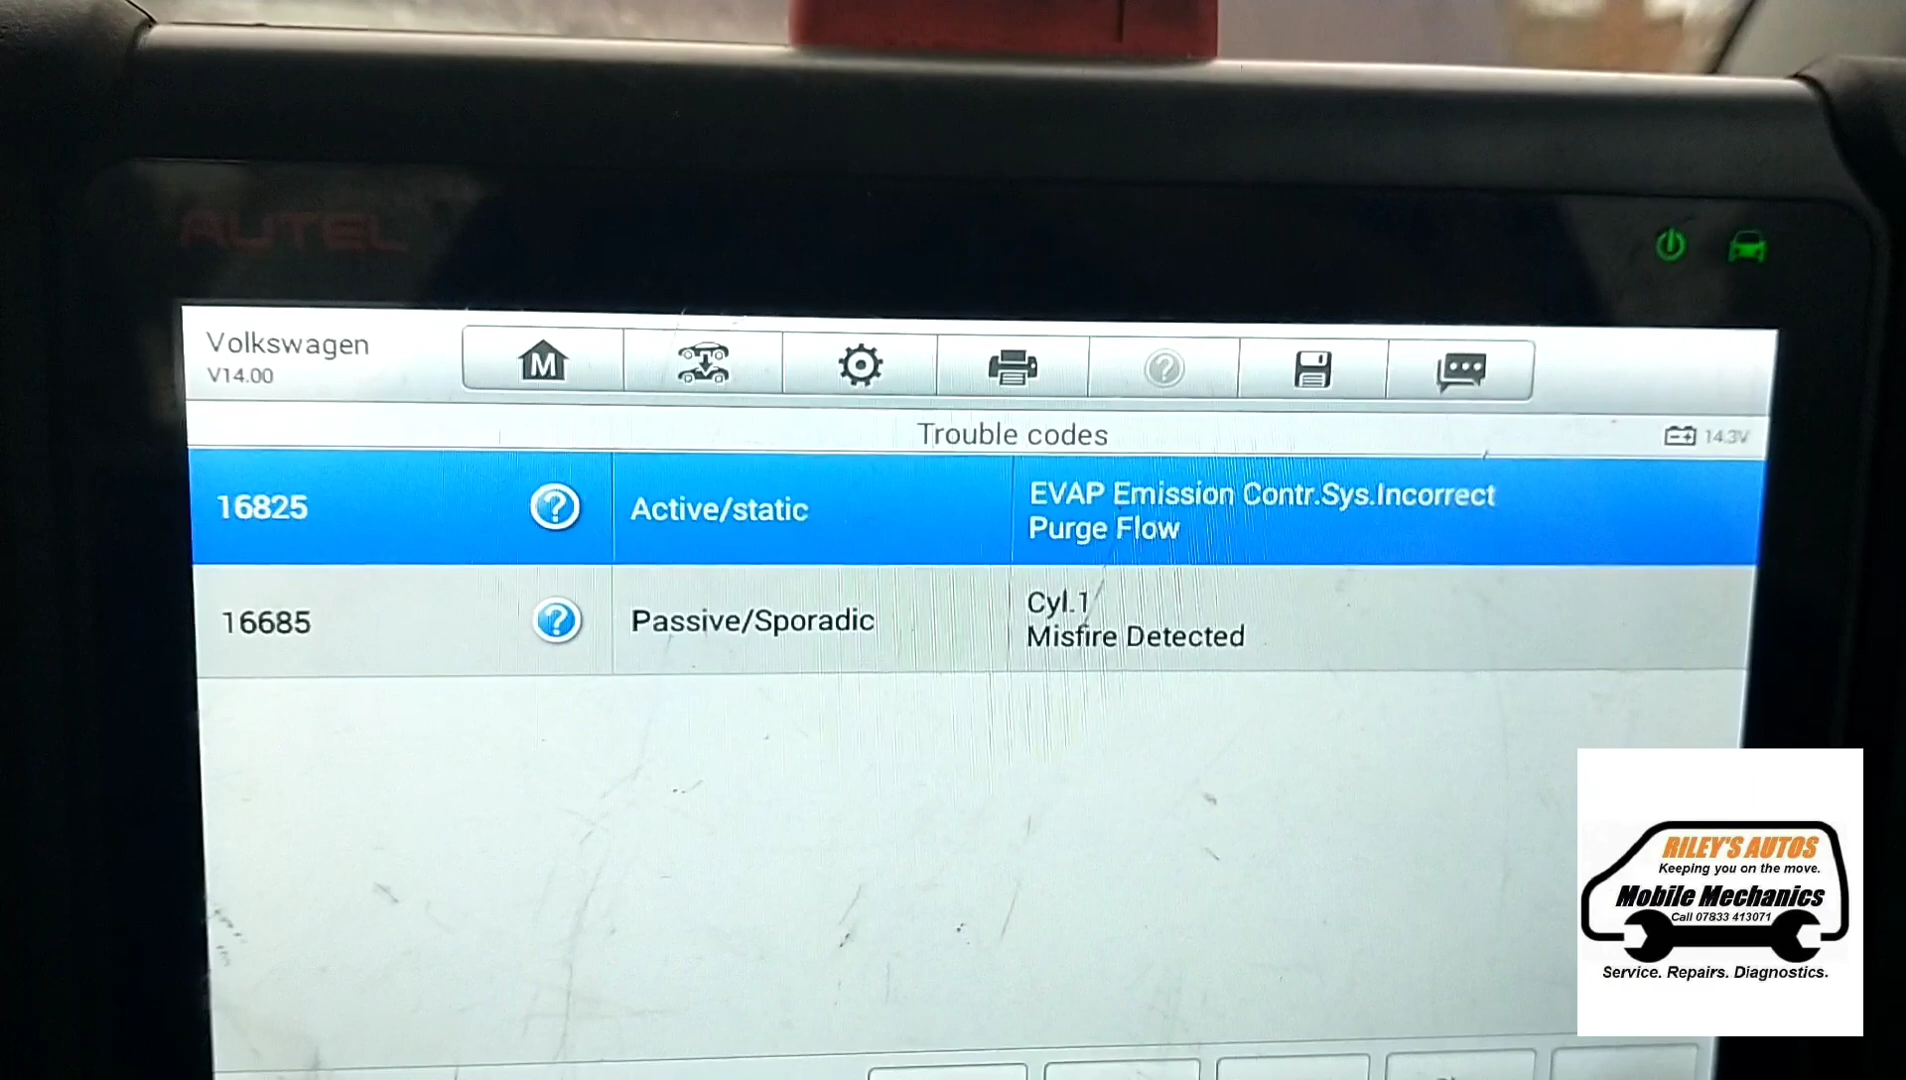 AUTEL
Volkswagen
V14.00
M
Trouble codes
14.3V
16825
Active/static
EVAP Emission Contr.Sys.Incorrect
Purge Flow
16685
Passive/Sporadic
Cyl.1
Misfire Detected
RILEY'S AUTOS
Keeping you on the move.
Mobile Mechanics
Call 07833 413071
Service. Repairs. Diagnostics.